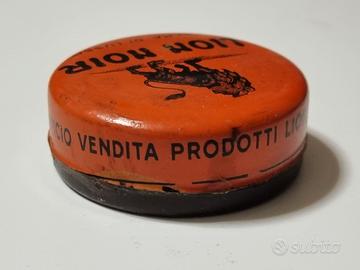 LION NOIR
CIO VENDITA PRODOTTI LIO
subito